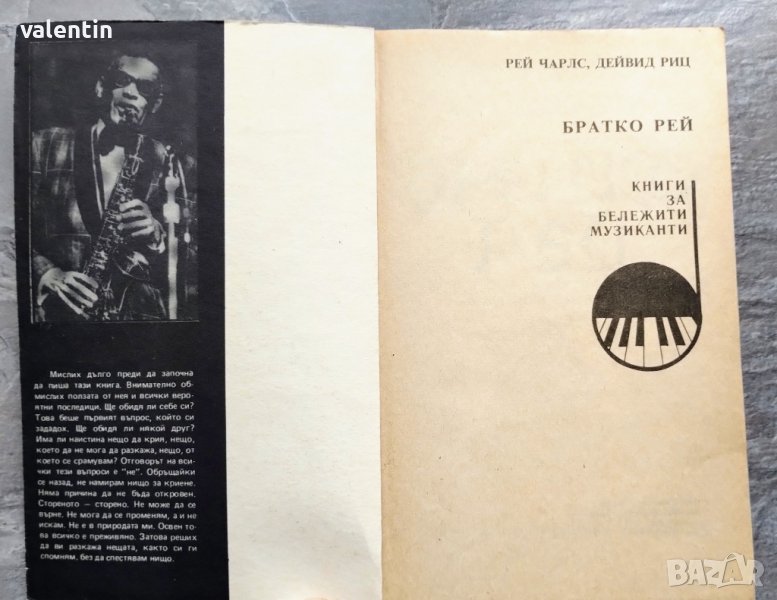 valentin
РЕЙ ЧАРЛС, ДЕЙВИД РИЦ
БРАТКО РЕЙ
КНИГИ
ЗА
БЕЛЕЖИТИ
МУЗИКАНТИ
Мислих дълго преди да започна
да пиша тази книга. Внимателно об-
мислих ползата от нея и всички веро-
ятни последици. Ще обидя ли себе си?
Това беше първият въпрос, който си
зададох. Ще обидя ли някой друг?
Има ли наистина нещо да крия, нещо,
което да не мога да разкажа, нещо, от
което се срамувам? Отговорът на вси-
чки тези въпроси е "не". Обръщайки
се назад, не намирам нищо за криене.
Няма причина да не бъда откровен.
Стореното — сторено. Не може да се
върне. Не мога да се променям, а и не
искам. Не е в природата ми. Освен то-
ва всичко е преживяно. Затова реших
да ви разкажа нещата, както си ги
спомням, без да спестявам нищо.
BAZAR